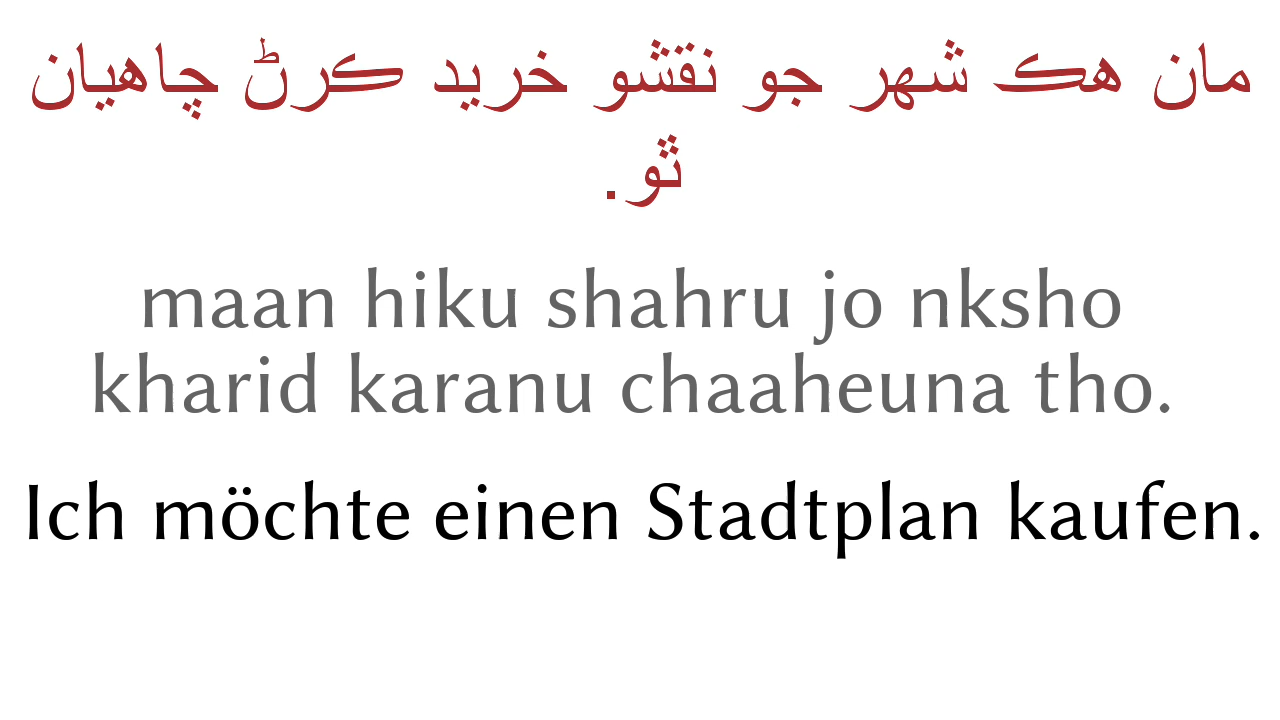 مان هڪ شهر جو نقشو خريد ڪرڻ چاهيان
ٿو.
maan hiku shahru jo nksho
kharid karanu chaaheuna tho.
Ich möchte einen Stadtplan kaufen.